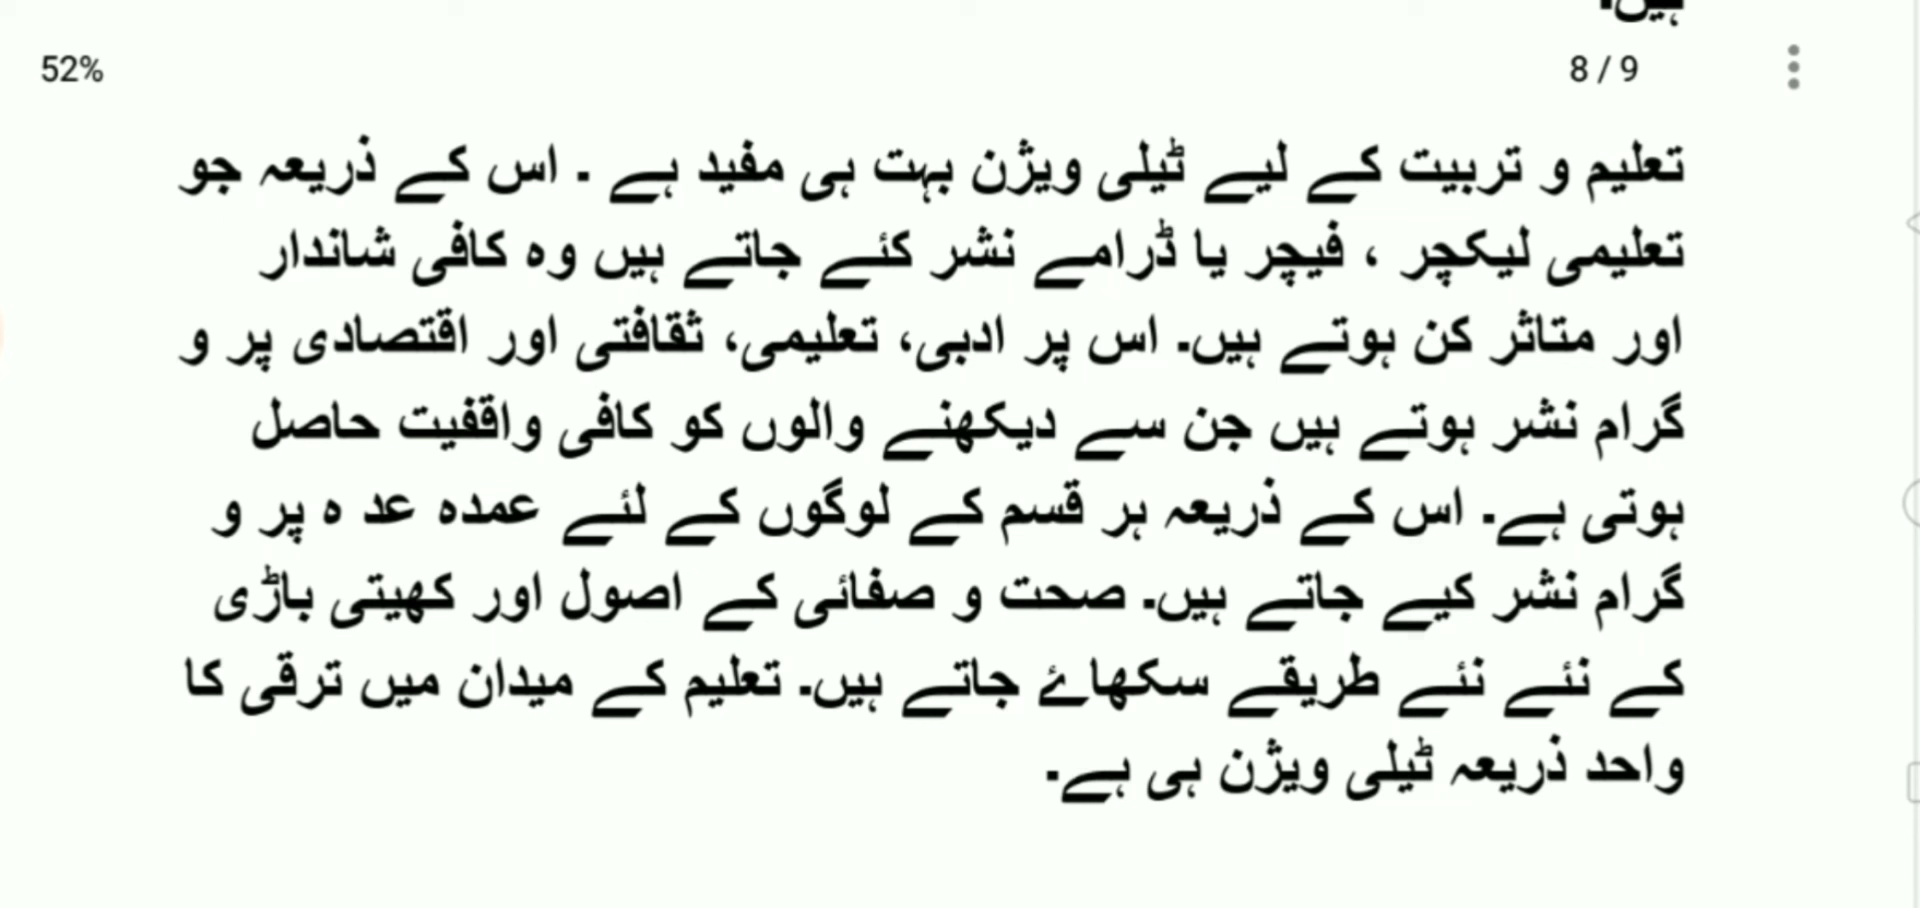 ہیں۔
52%
8 / 9
تعلیم و تربیت کے لیے ٹیلی ویژن بہت ہی مفید ہے ۔ اس کے ذریعہ جو
تعلیمی لیکچر ، فیچر یا ڈرامے نشر کئے جاتے ہیں وہ کافی شاندار
اور متاثر کن ہوتے ہیں۔ اس پر ادبی، تعلیمی، ثقافتی اور اقتصادی پر و
گرام نشر ہوتے ہیں جن سے دیکھنے والوں کو کافی واقفیت حاصل
ہوتی ہے۔ اس کے ذریعہ ہر قسم کے لوگوں کے لئے عمدہ عد ہ پر و
گرام نشر کیے جاتے ہیں۔ صحت و صفائی کے اصول اور کھیتی باڑی
کے نئے نئے طریقے سکھاۓ جاتے ہیں۔ تعلیم کے میدان میں ترقی کا
واحد ذریعہ ٹیلی ویژن ہی ہے۔